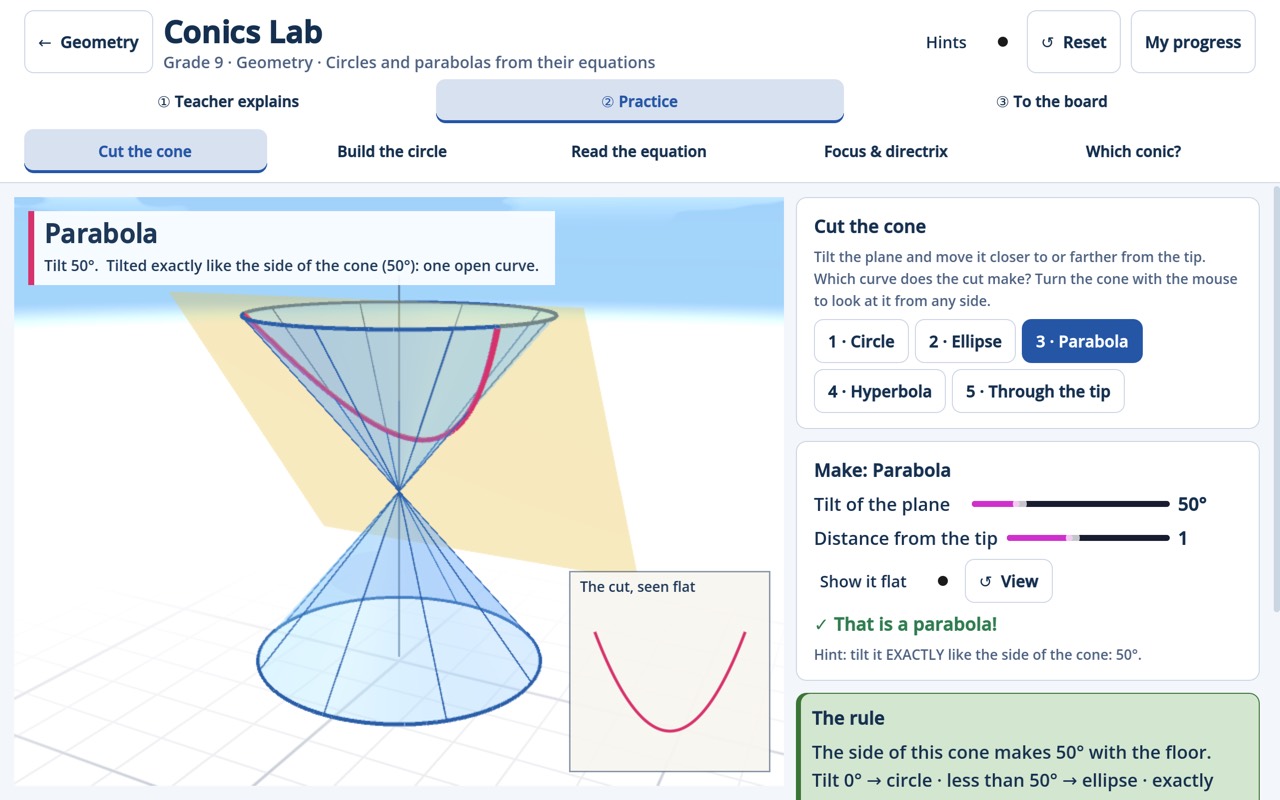 ← Geometry
Conics Lab
Grade 9 · Geometry · Circles and parabolas from their equations
Hints
↺ Reset
My progress
① Teacher explains
② Practice
③ To the board
Cut the cone
Build the circle
Read the equation
Focus & directrix
Which conic?
Parabola
Tilt 50°. Tilted exactly like the side of the cone (50°): one open curve.
The cut, seen flat
Cut the cone
Tilt the plane and move it closer to or farther from the tip.
Which curve does the cut make? Turn the cone with the mouse
to look at it from any side.
1 · Circle
2 · Ellipse
3 · Parabola
4 · Hyperbola
5 · Through the tip
Make: Parabola
Tilt of the plane 50°
Distance from the tip 1
Show it flat
↺ View
✓ That is a parabola!
Hint: tilt it EXACTLY like the side of the cone: 50°.
The rule
The side of this cone makes 50° with the floor.
Tilt 0° → circle · less than 50° → ellipse · exactly